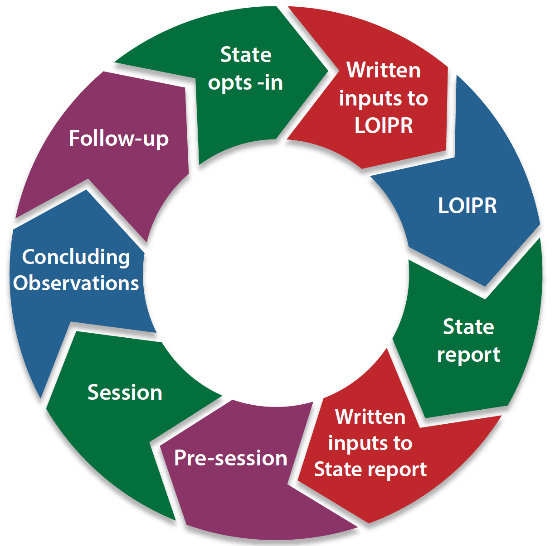 State
opts -in
Written
inputs to
LOIPR
LOIPR
State
report
Written
inputs to
State report
Pre-session
Session
Concluding
Observations
Follow-up